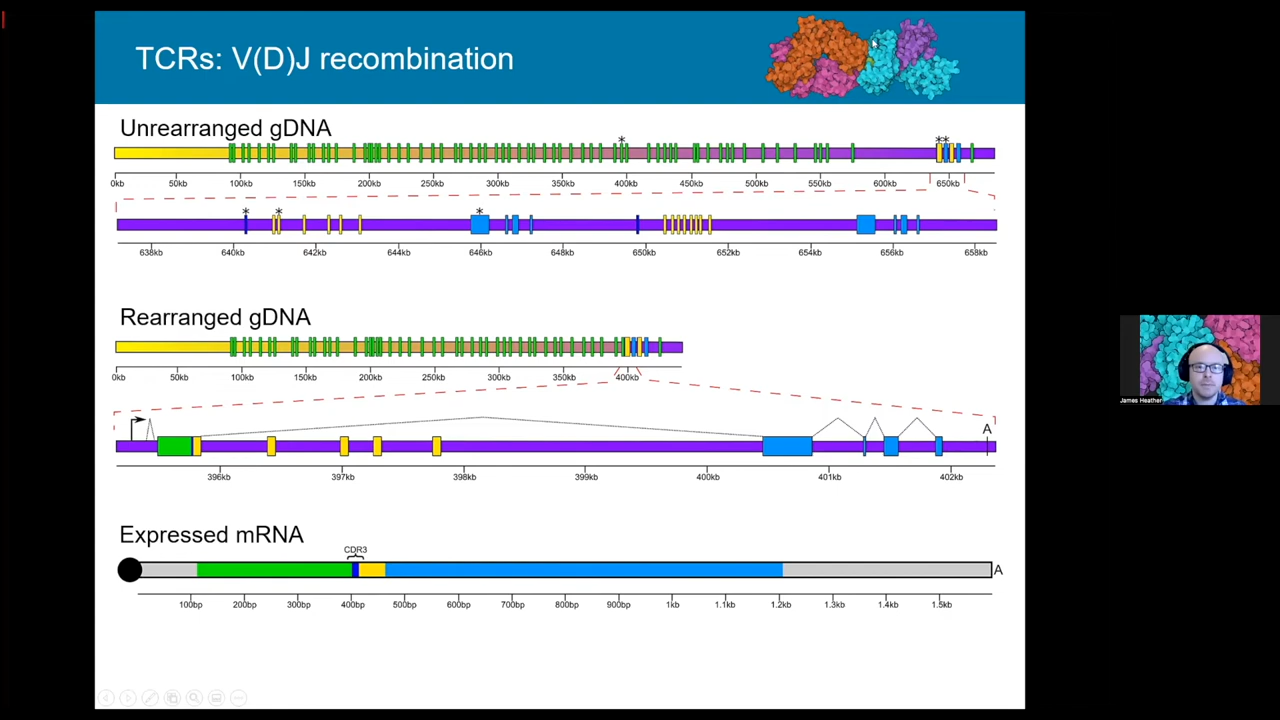 TCRs: V(D)J recombination
Unrearranged gDNA
* * *
0kb 50kb 100kb 150kb 200kb 250kb 300kb 400kb 450kb 500kb 550kb 600kb 650kb
* * *
638kb 640kb 642kb 644kb 646kb 648kb 650kb 652kb 654kb 656kb 658kb
Rearranged gDNA
0kb 50kb 100kb 150kb 200kb 250kb 300kb 350kb 400kb
A
396kb 397kb 398kb 399kb 400kb 401kb 402kb
Expressed mRNA
CDR3
A
100bp 200bp 300bp 400bp 500bp 600bp 700bp 800bp 900bp 1kb 1.1kb 1.2kb 1.3kb 1.4kb 1.5kb
James Heather